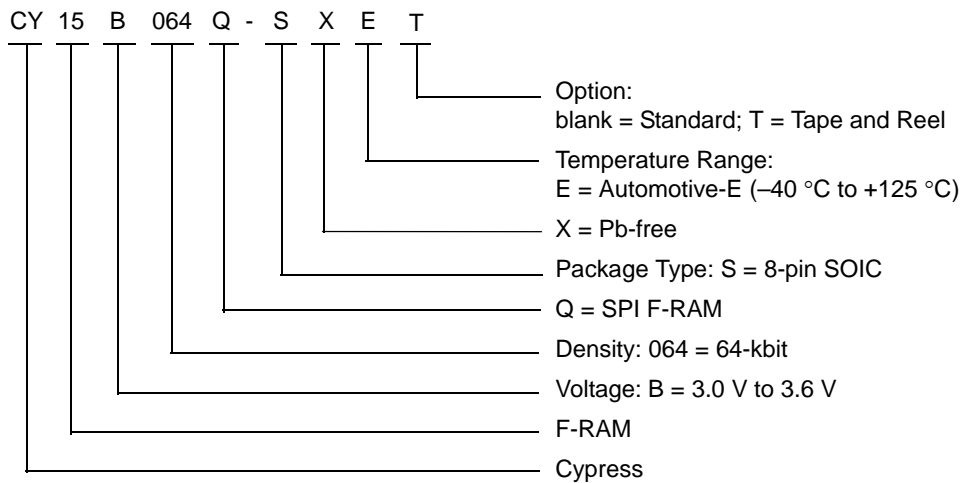 CY 15 B 064 Q - S X E T
Option:
blank = Standard; T = Tape and Reel
Temperature Range:
E = Automotive-E (–40 °C to +125 °C)
X = Pb-free
Package Type: S = 8-pin SOIC
Q = SPI F-RAM
Density: 064 = 64-kbit
Voltage: B = 3.0 V to 3.6 V
F-RAM
Cypress